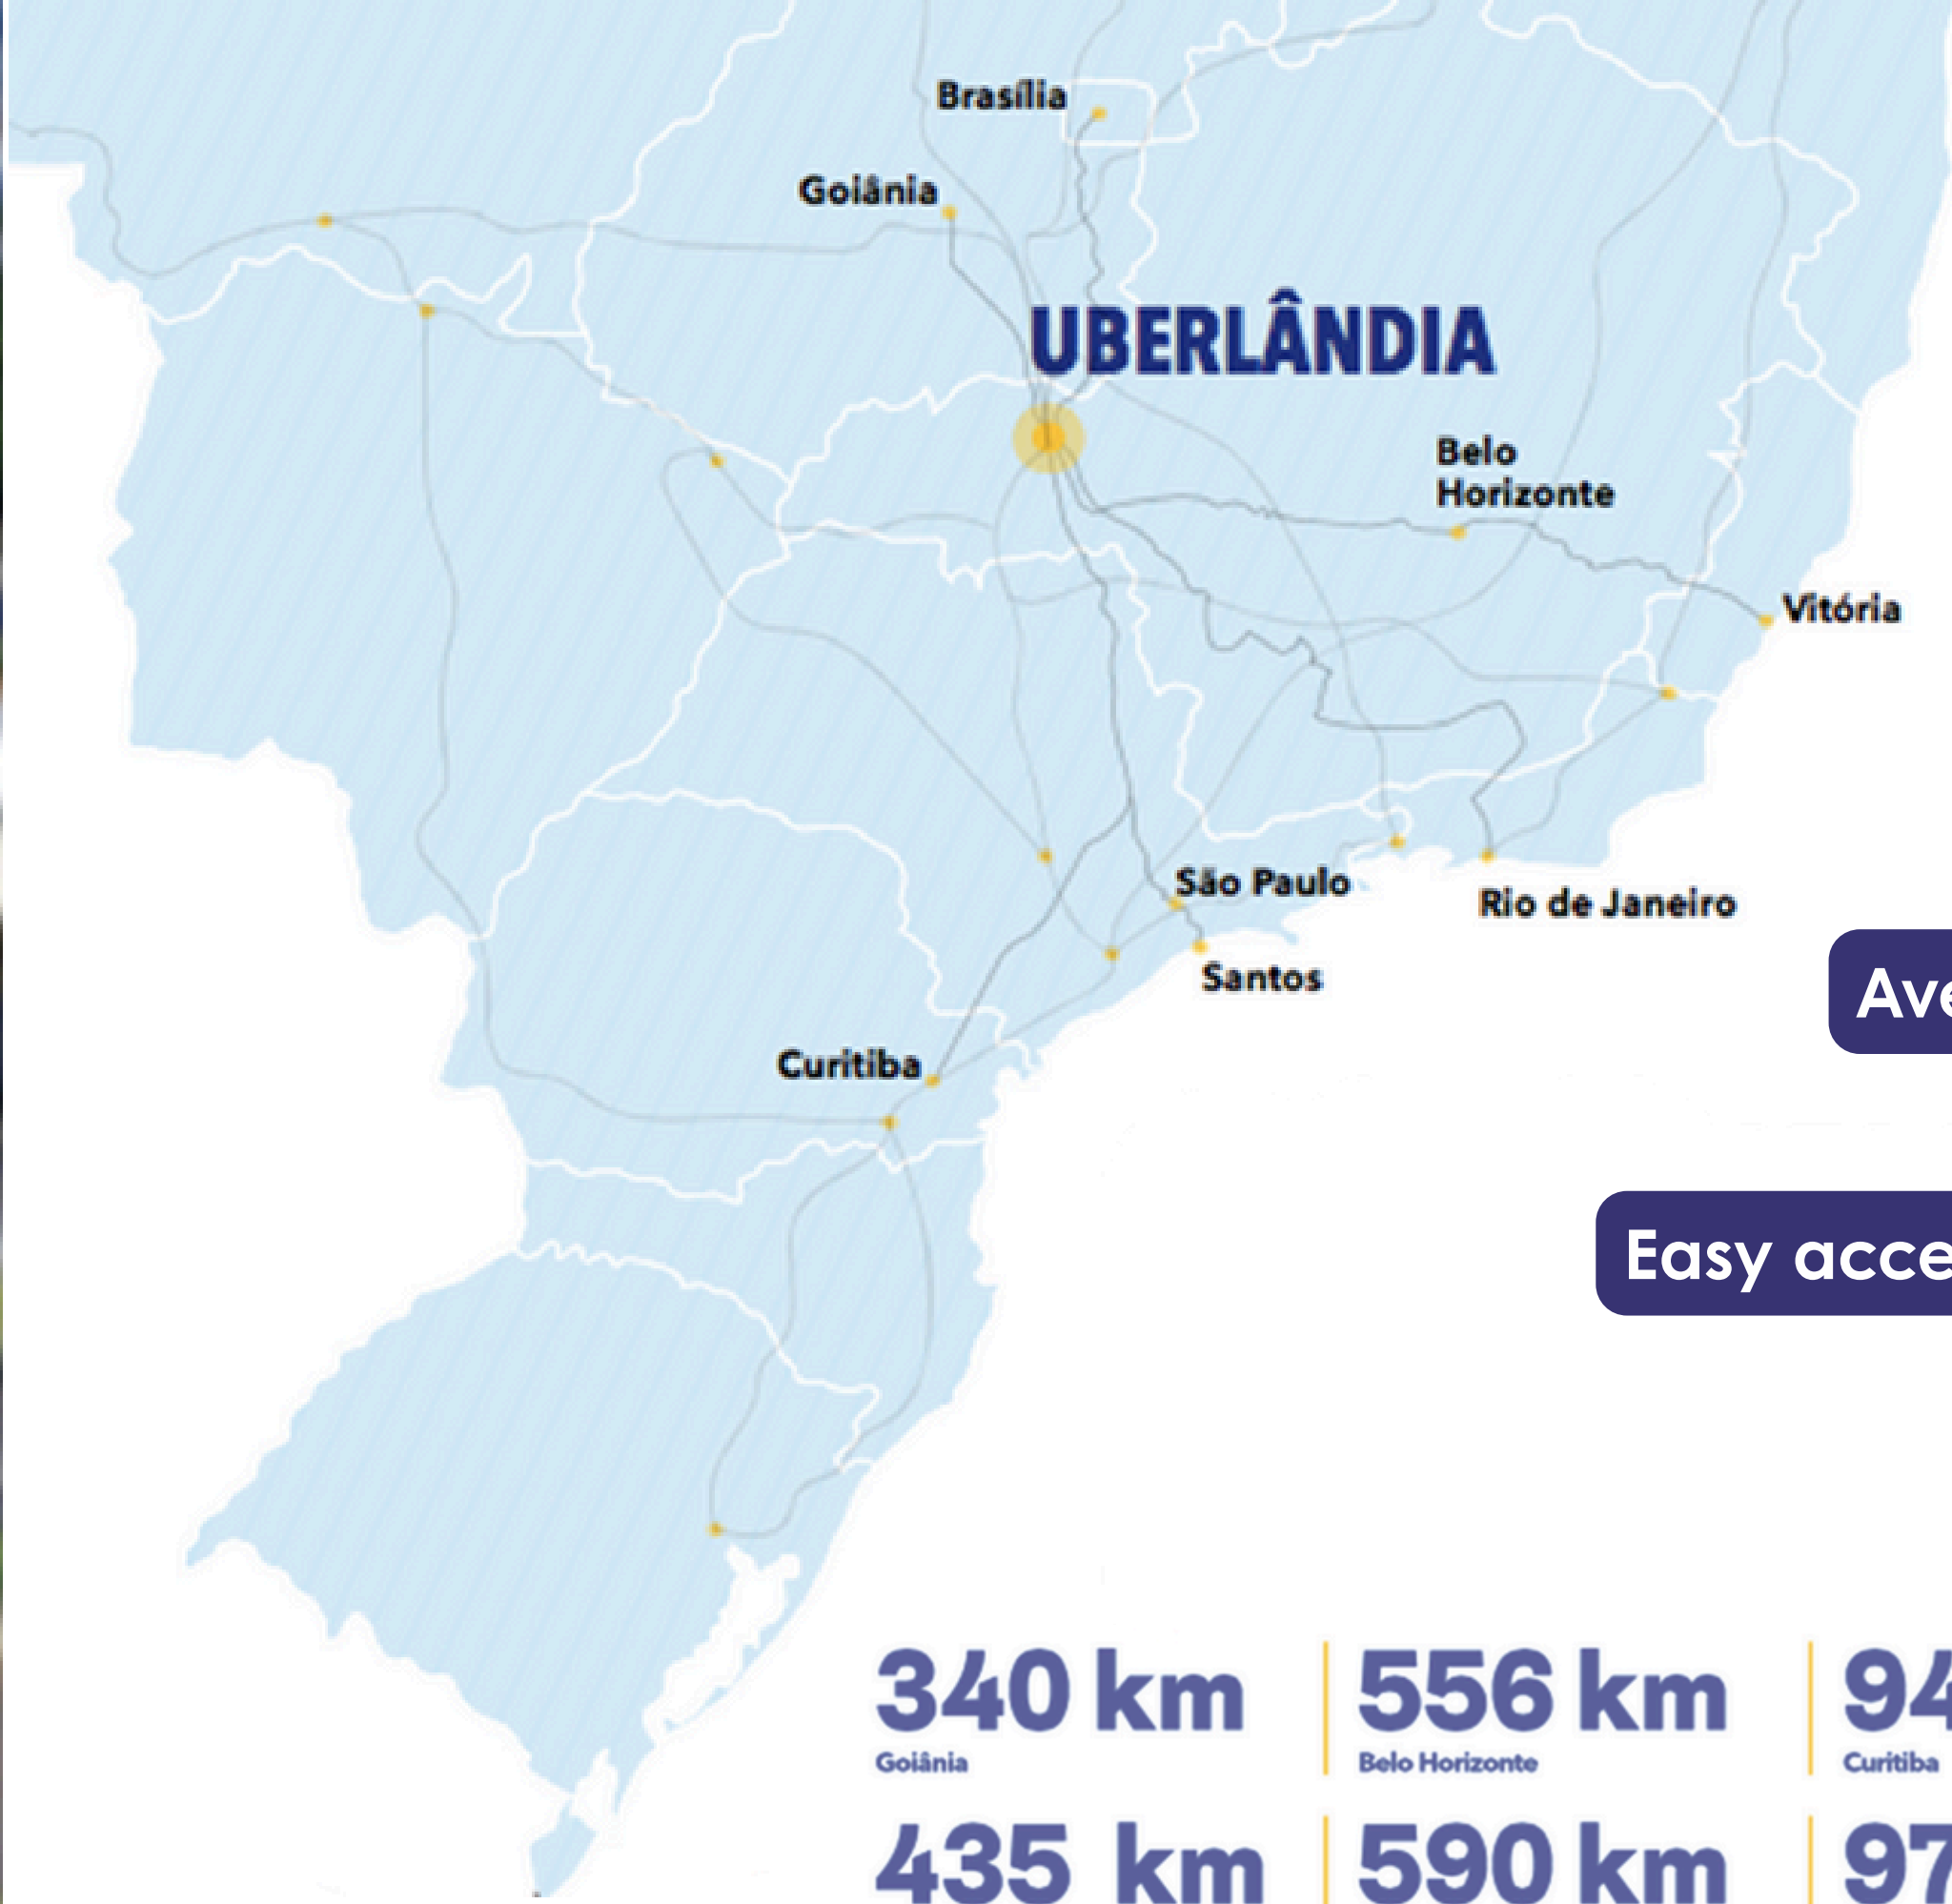 Brasília
Goiânia
UBERLÂNDIA
Belo
Horizonte
Vitória
São Paulo
Rio de Janeiro
Santos
Curitiba
Ave
Easy acce
340 km
Goiânia
556 km
Belo Horizonte
94
Curitiba
435 km
590 km
97